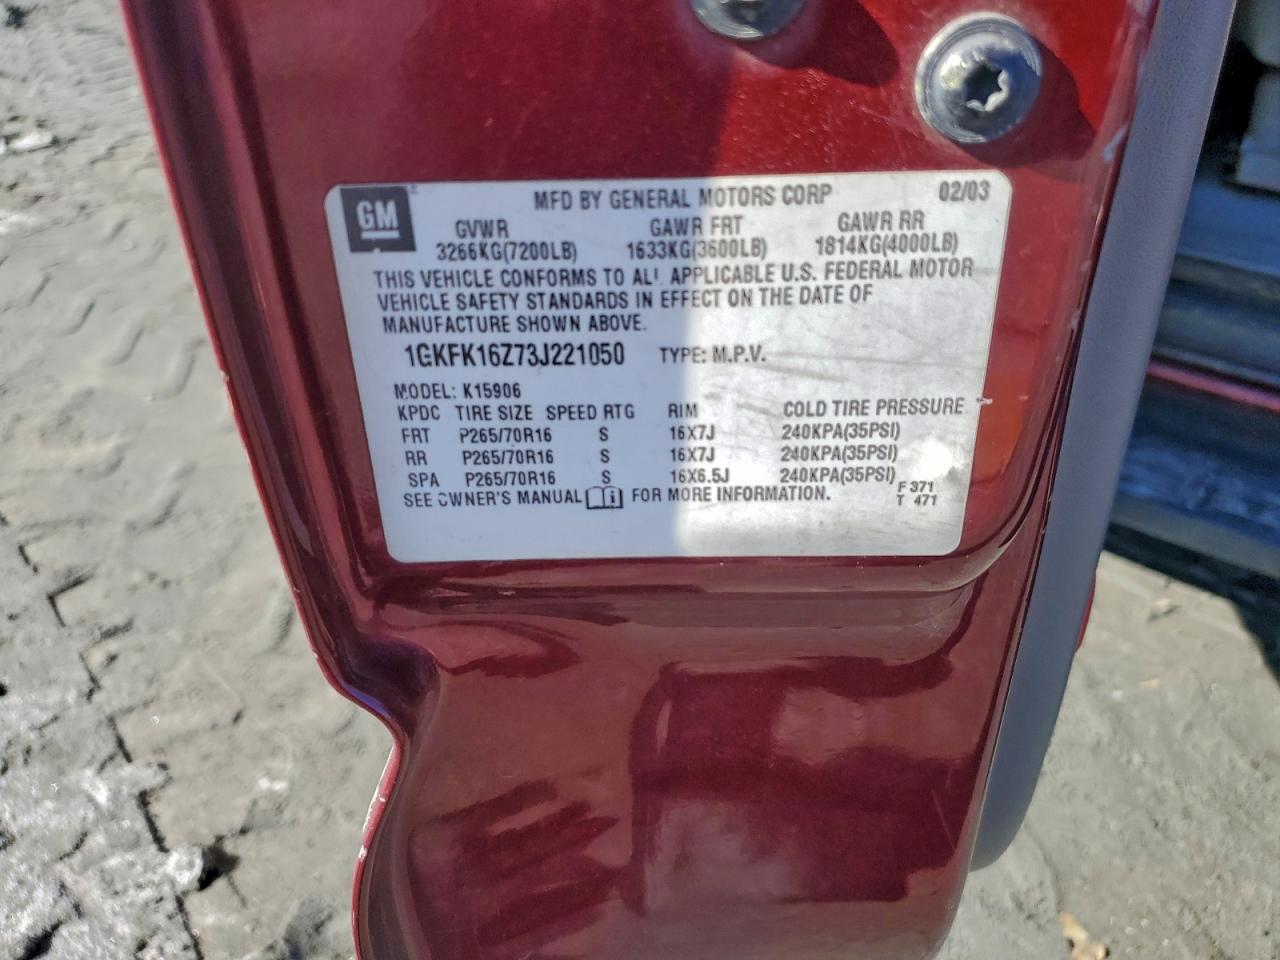 GM
MFD BY GENERAL MOTORS CORP 02/03
GVWR GAWR FRT GAWR RR
3266KG(7200LB) 1633KG(3600LB) 1814KG(4000LB)
THIS VEHICLE CONFORMS TO ALL APPLICABLE U.S. FEDERAL MOTOR
VEHICLE SAFETY STANDARDS IN EFFECT ON THE DATE OF
MANUFACTURE SHOWN ABOVE.
1GKFK16Z73J221050 TYPE: M.P.V.
MODEL: K15906
KPDC TIRE SIZE SPEED RTG RIM COLD TIRE PRESSURE
FRT P265/70R16 S 16X7J 240KPA(35PSI)
RR P265/70R16 S 16X7J 240KPA(35PSI)
SPA P265/70R16 S 16X6.5J 240KPA(35PSI)
SEE OWNER'S MANUAL FOR MORE INFORMATION.
F 371
T 471